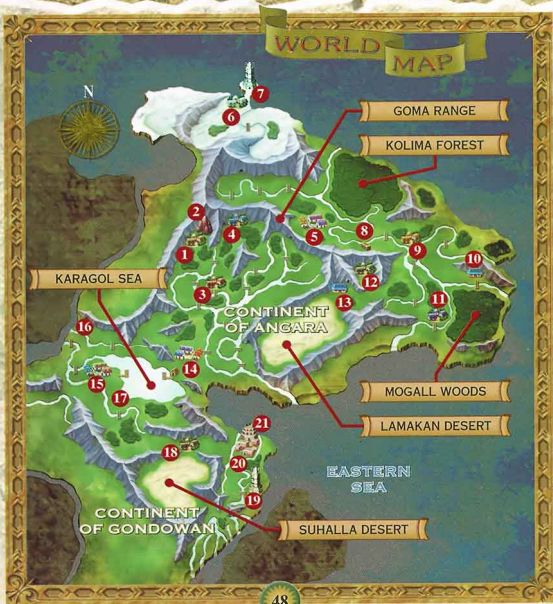 WORLD
MAP
N
7
6
GOMA RANGE
KOLIMA FOREST
2
4
5
8
1
9
10
KARAGOL SEA
3
12
13
11
CONTINENT
OF ANGARA
16
14
15
17
MOGALL WOODS
LAMAKAN DESERT
21
18
20
EASTERN
SEA
19
CONTINENT
OF GONDOWAN
SUHALLA DESERT
48